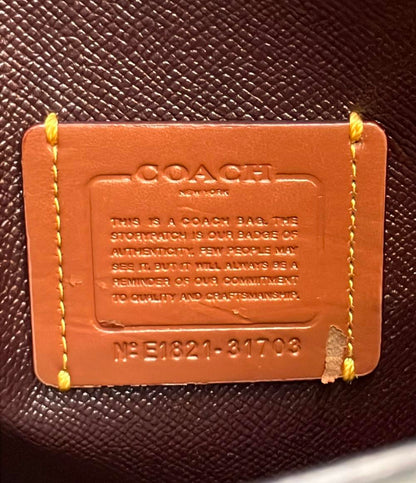 COACH
NEW YORK
THIS IS A COACH BAG. THE
STORYPATCH IS OUR BADGE OF
AUTHENTICITY. FEW PEOPLE MAY
SEE IT. BUT IT WILL ALWAYS BE A
REMINDER OF OUR COMMITMENT
TO QUALITY AND CRAFTSMANSHIP.
Nº E1821-31703